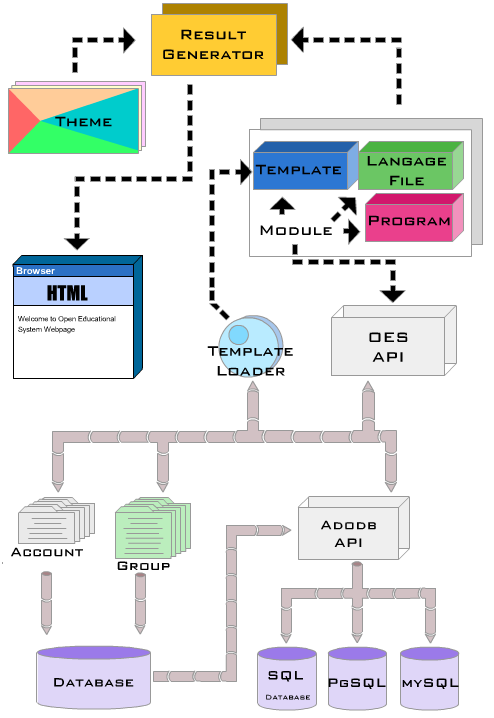 RESULT
GENERATOR
THEME
TEMPLATE
LANGAGE
FILE
PROGRAM
MODULE
Browser
HTML
Welcome to Open Educational
System Webpage
TEMPLATE
LOADER
OES
API
ACCOUNT
GROUP
ADODB
API
DATABASE
SQL
DATABASE
PGSQL
MYSQL